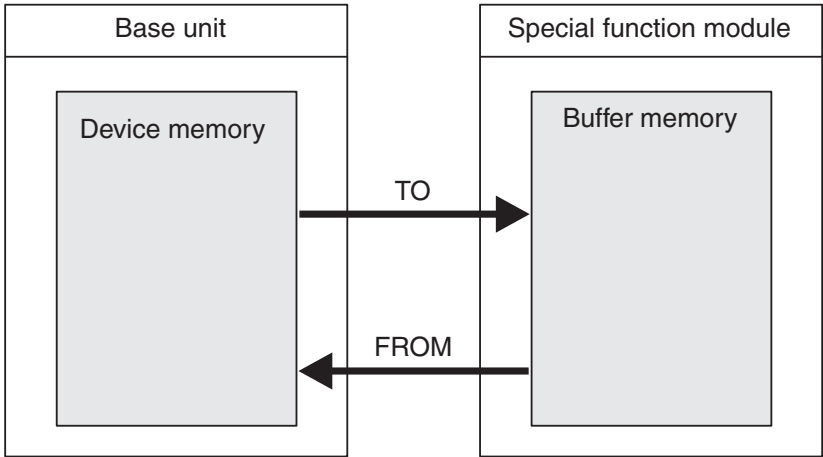 Base unit
Special function module
Device memory
Buffer memory
TO
FROM